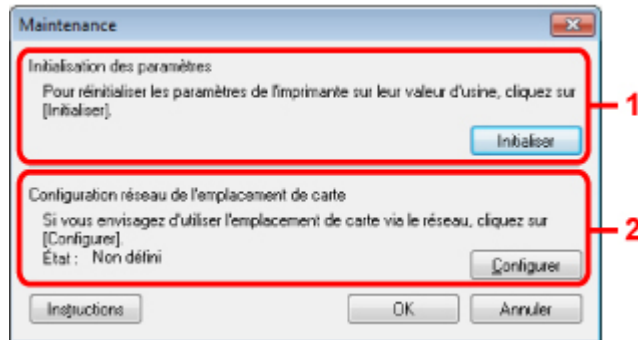 Maintenance
Initialisation des paramètres
Pour réinitialiser les paramètres de l'imprimante sur leur valeur d'usine, cliquez sur
[Initialiser].
1
Initialiser
Configuration réseau de l'emplacement de carte
Si vous envisagez d'utiliser l'emplacement de carte via le réseau, cliquez sur
[Configurer].
2
État : Non défini
Configurer
Instructions OK Annuler